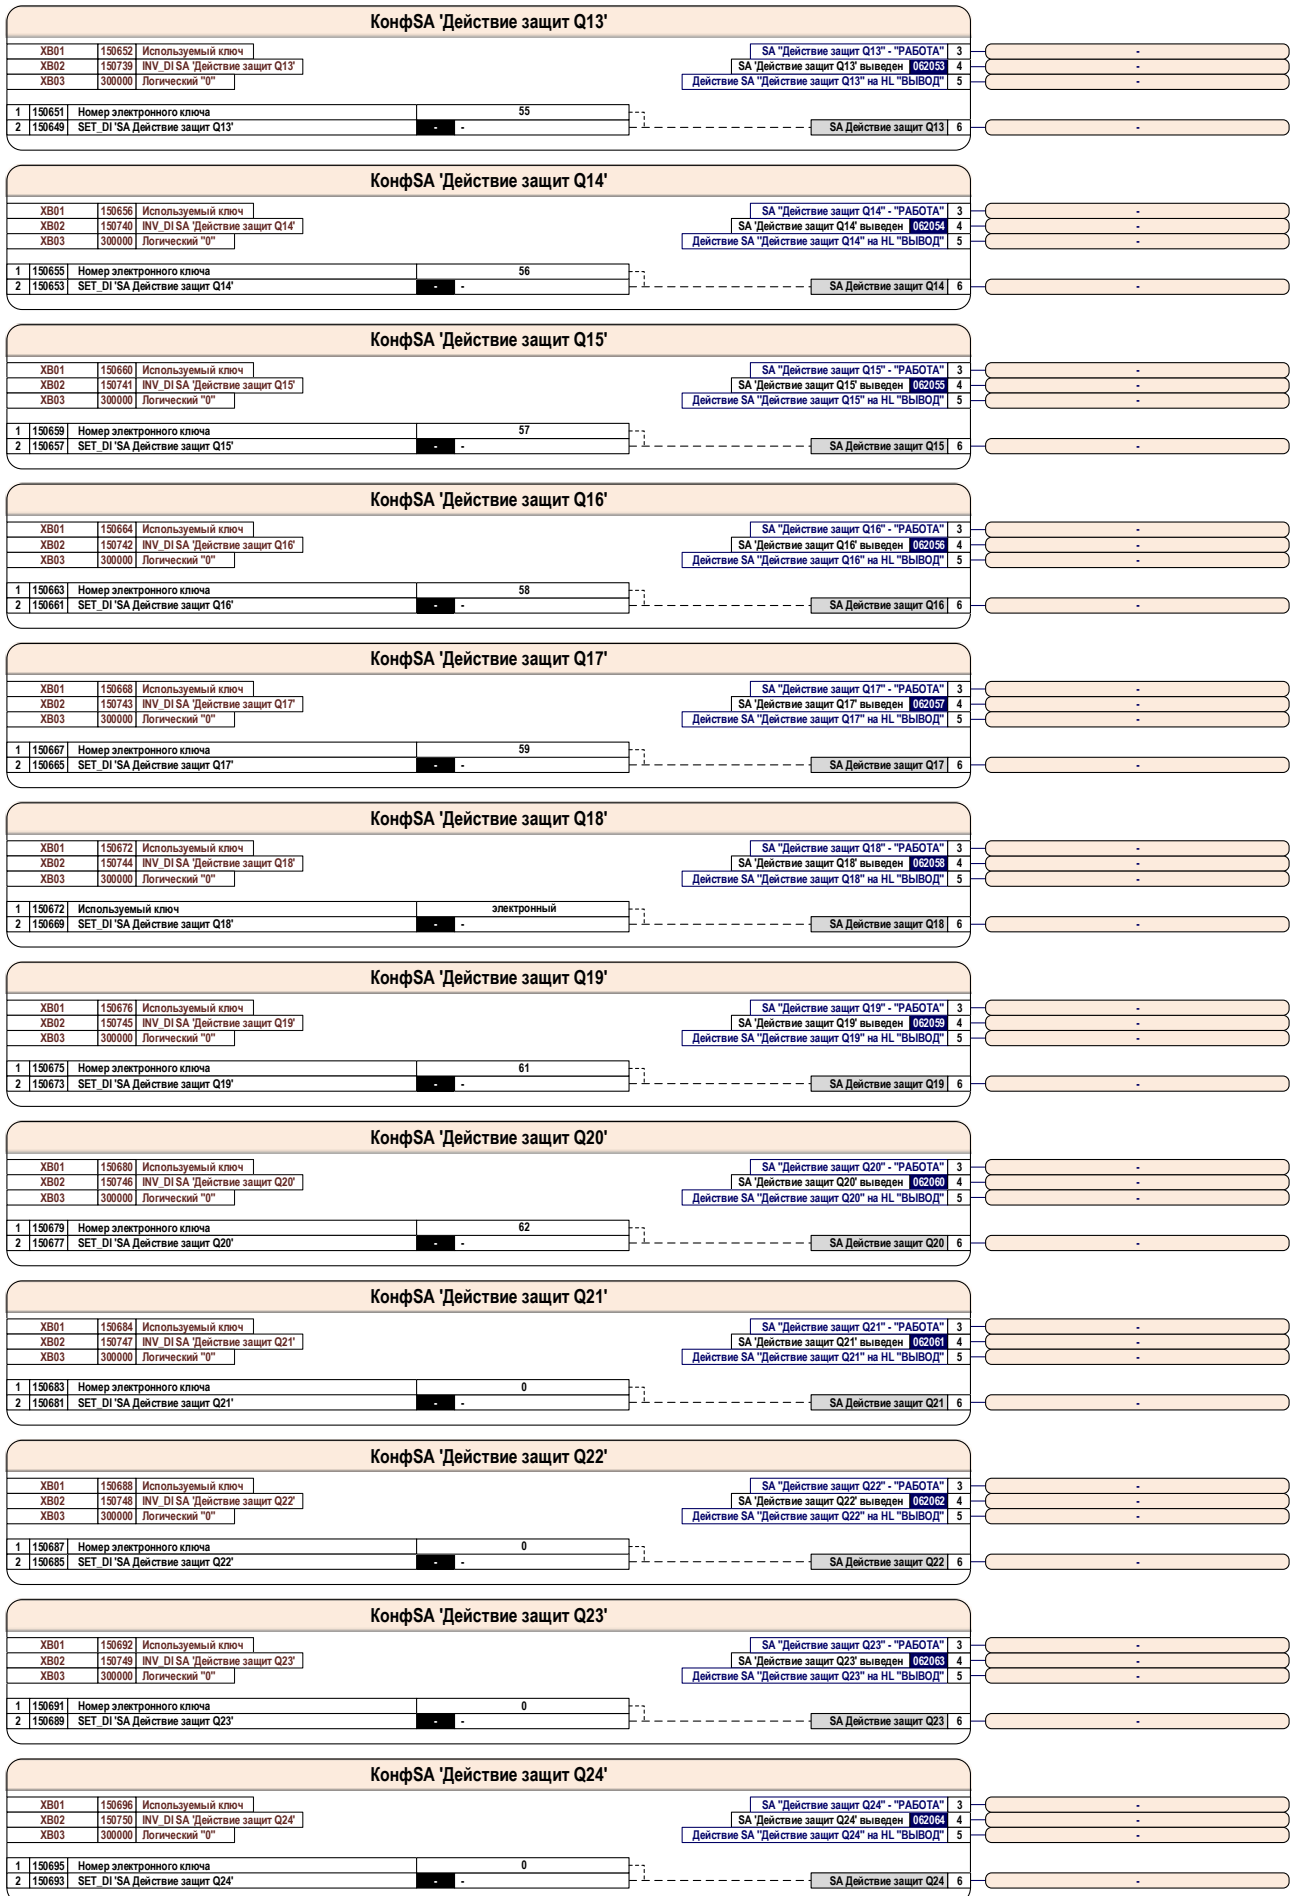 КонфSA 'Действие защит Q13'
XB01 150652 Используемый ключ SA "Действие защит Q13" - "РАБОТА" 3 -
XB02 150739 INV_DI SA 'Действие защит Q13' SA 'Действие защит Q13' выведен 062053 4 -
XB03 300000 Логический "0" Действие SA "Действие защит Q13" на HL "ВЫВОД" 5 -
1 150651 Номер электронного ключа 55
2 150649 SET_DI 'SA Действие защит Q13' - - SA Действие защит Q13 6 -
КонфSA 'Действие защит Q14'
XB01 150656 Используемый ключ SA "Действие защит Q14" - "РАБОТА" 3 -
XB02 150740 INV_DI SA 'Действие защит Q14' SA 'Действие защит Q14' выведен 062054 4 -
XB03 300000 Логический "0" Действие SA "Действие защит Q14" на HL "ВЫВОД" 5 -
1 150655 Номер электронного ключа 56
2 150653 SET_DI 'SA Действие защит Q14' - - SA Действие защит Q14 6 -
КонфSA 'Действие защит Q15'
XB01 150660 Используемый ключ SA "Действие защит Q15" - "РАБОТА" 3 -
XB02 150741 INV_DI SA 'Действие защит Q15' SA 'Действие защит Q15' выведен 062055 4 -
XB03 300000 Логический "0" Действие SA "Действие защит Q15" на HL "ВЫВОД" 5 -
1 150659 Номер электронного ключа 57
2 150657 SET_DI 'SA Действие защит Q15' - - SA Действие защит Q15 6 -
КонфSA 'Действие защит Q16'
XB01 150664 Используемый ключ SA "Действие защит Q16" - "РАБОТА" 3 -
XB02 150742 INV_DI SA 'Действие защит Q16' SA 'Действие защит Q16' выведен 062056 4 -
XB03 300000 Логический "0" Действие SA "Действие защит Q16" на HL "ВЫВОД" 5 -
1 150663 Номер электронного ключа 58
2 150661 SET_DI 'SA Действие защит Q16' - - SA Действие защит Q16 6 -
КонфSA 'Действие защит Q17'
XB01 150668 Используемый ключ SA "Действие защит Q17" - "РАБОТА" 3 -
XB02 150743 INV_DI SA 'Действие защит Q17' SA 'Действие защит Q17' выведен 062057 4 -
XB03 300000 Логический "0" Действие SA "Действие защит Q17" на HL "ВЫВОД" 5 -
1 150667 Номер электронного ключа 59
2 150665 SET_DI 'SA Действие защит Q17' - - SA Действие защит Q17 6 -
КонфSA 'Действие защит Q18'
XB01 150672 Используемый ключ SA "Действие защит Q18" - "РАБОТА" 3 -
XB02 150744 INV_DI SA 'Действие защит Q18' SA 'Действие защит Q18' выведен 062058 4 -
XB03 300000 Логический "0" Действие SA "Действие защит Q18" на HL "ВЫВОД" 5 -
1 150672 Используемый ключ электронный
2 150669 SET_DI 'SA Действие защит Q18' - - SA Действие защит Q18 6 -
КонфSA 'Действие защит Q19'
XB01 150676 Используемый ключ SA "Действие защит Q19" - "РАБОТА" 3 -
XB02 150745 INV_DI SA 'Действие защит Q19' SA 'Действие защит Q19' выведен 062059 4 -
XB03 300000 Логический "0" Действие SA "Действие защит Q19" на HL "ВЫВОД" 5 -
1 150675 Номер электронного ключа 61
2 150673 SET_DI 'SA Действие защит Q19' - - SA Действие защит Q19 6 -
КонфSA 'Действие защит Q20'
XB01 150680 Используемый ключ SA "Действие защит Q20" - "РАБОТА" 3 -
XB02 150746 INV_DI SA 'Действие защит Q20' SA 'Действие защит Q20' выведен 062060 4 -
XB03 300000 Логический "0" Действие SA "Действие защит Q20" на HL "ВЫВОД" 5 -
1 150679 Номер электронного ключа 62
2 150677 SET_DI 'SA Действие защит Q20' - - SA Действие защит Q20 6 -
КонфSA 'Действие защит Q21'
XB01 150684 Используемый ключ SA "Действие защит Q21" - "РАБОТА" 3 -
XB02 150747 INV_DI SA 'Действие защит Q21' SA 'Действие защит Q21' выведен 062061 4 -
XB03 300000 Логический "0" Действие SA "Действие защит Q21" на HL "ВЫВОД" 5 -
1 150683 Номер электронного ключа 0
2 150681 SET_DI 'SA Действие защит Q21' - - SA Действие защит Q21 6 -
КонфSA 'Действие защит Q22'
XB01 150688 Используемый ключ SA "Действие защит Q22" - "РАБОТА" 3 -
XB02 150748 INV_DI SA 'Действие защит Q22' SA 'Действие защит Q22' выведен 062062 4 -
XB03 300000 Логический "0" Действие SA "Действие защит Q22" на HL "ВЫВОД" 5 -
1 150687 Номер электронного ключа 0
2 150685 SET_DI 'SA Действие защит Q22' - - SA Действие защит Q22 6 -
КонфSA 'Действие защит Q23'
XB01 150692 Используемый ключ SA "Действие защит Q23" - "РАБОТА" 3 -
XB02 150749 INV_DI SA 'Действие защит Q23' SA 'Действие защит Q23' выведен 062063 4 -
XB03 300000 Логический "0" Действие SA "Действие защит Q23" на HL "ВЫВОД" 5 -
1 150691 Номер электронного ключа 0
2 150689 SET_DI 'SA Действие защит Q23' - - SA Действие защит Q23 6 -
КонфSA 'Действие защит Q24'
XB01 150696 Используемый ключ SA "Действие защит Q24" - "РАБОТА" 3 -
XB02 150750 INV_DI SA 'Действие защит Q24' SA 'Действие защит Q24' выведен 062064 4 -
XB03 300000 Логический "0" Действие SA "Действие защит Q24" на HL "ВЫВОД" 5 -
1 150695 Номер электронного ключа 0
2 150693 SET_DI 'SA Действие защит Q24' - - SA Действие защит Q24 6 -